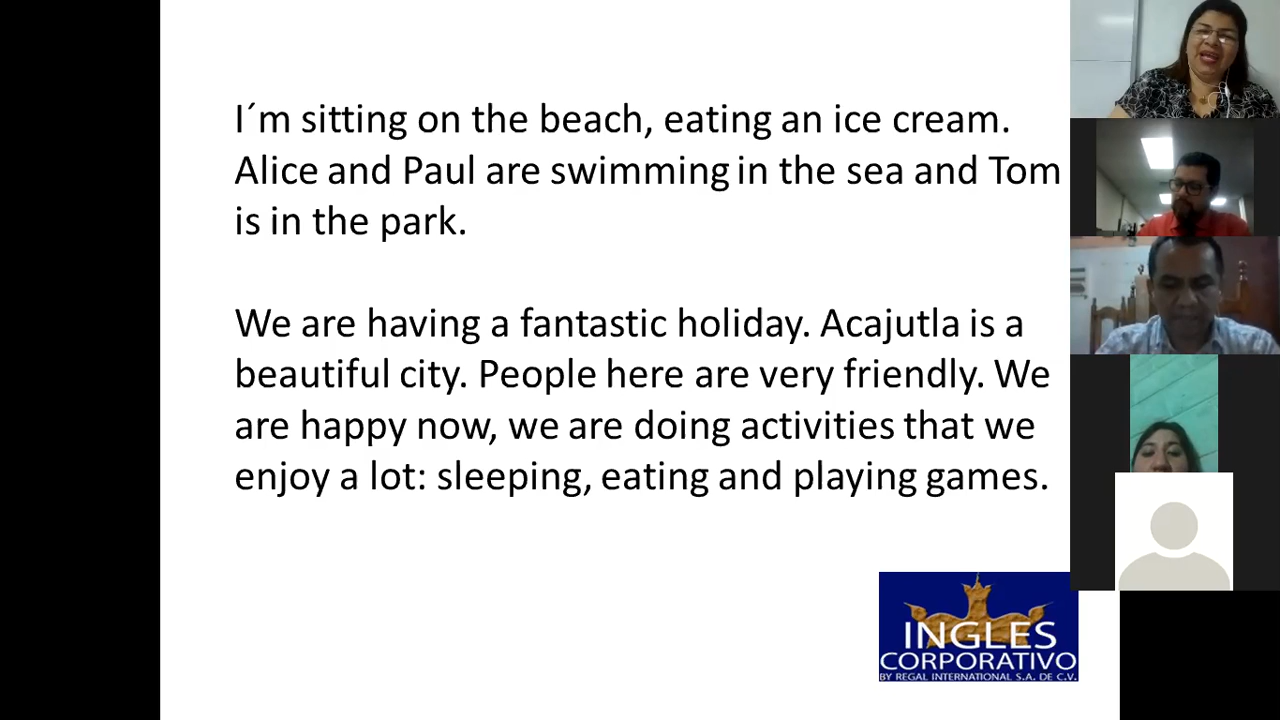 I´m sitting on the beach, eating an ice cream.
Alice and Paul are swimming in the sea and Tom
is in the park.
We are having a fantastic holiday. Acajutla is a
beautiful city. People here are very friendly. We
are happy now, we are doing activities that we
enjoy a lot: sleeping, eating and playing games.
INGLES
CORPORATIVO
BY REGAL INTERNATIONAL S.A. DE C.V.